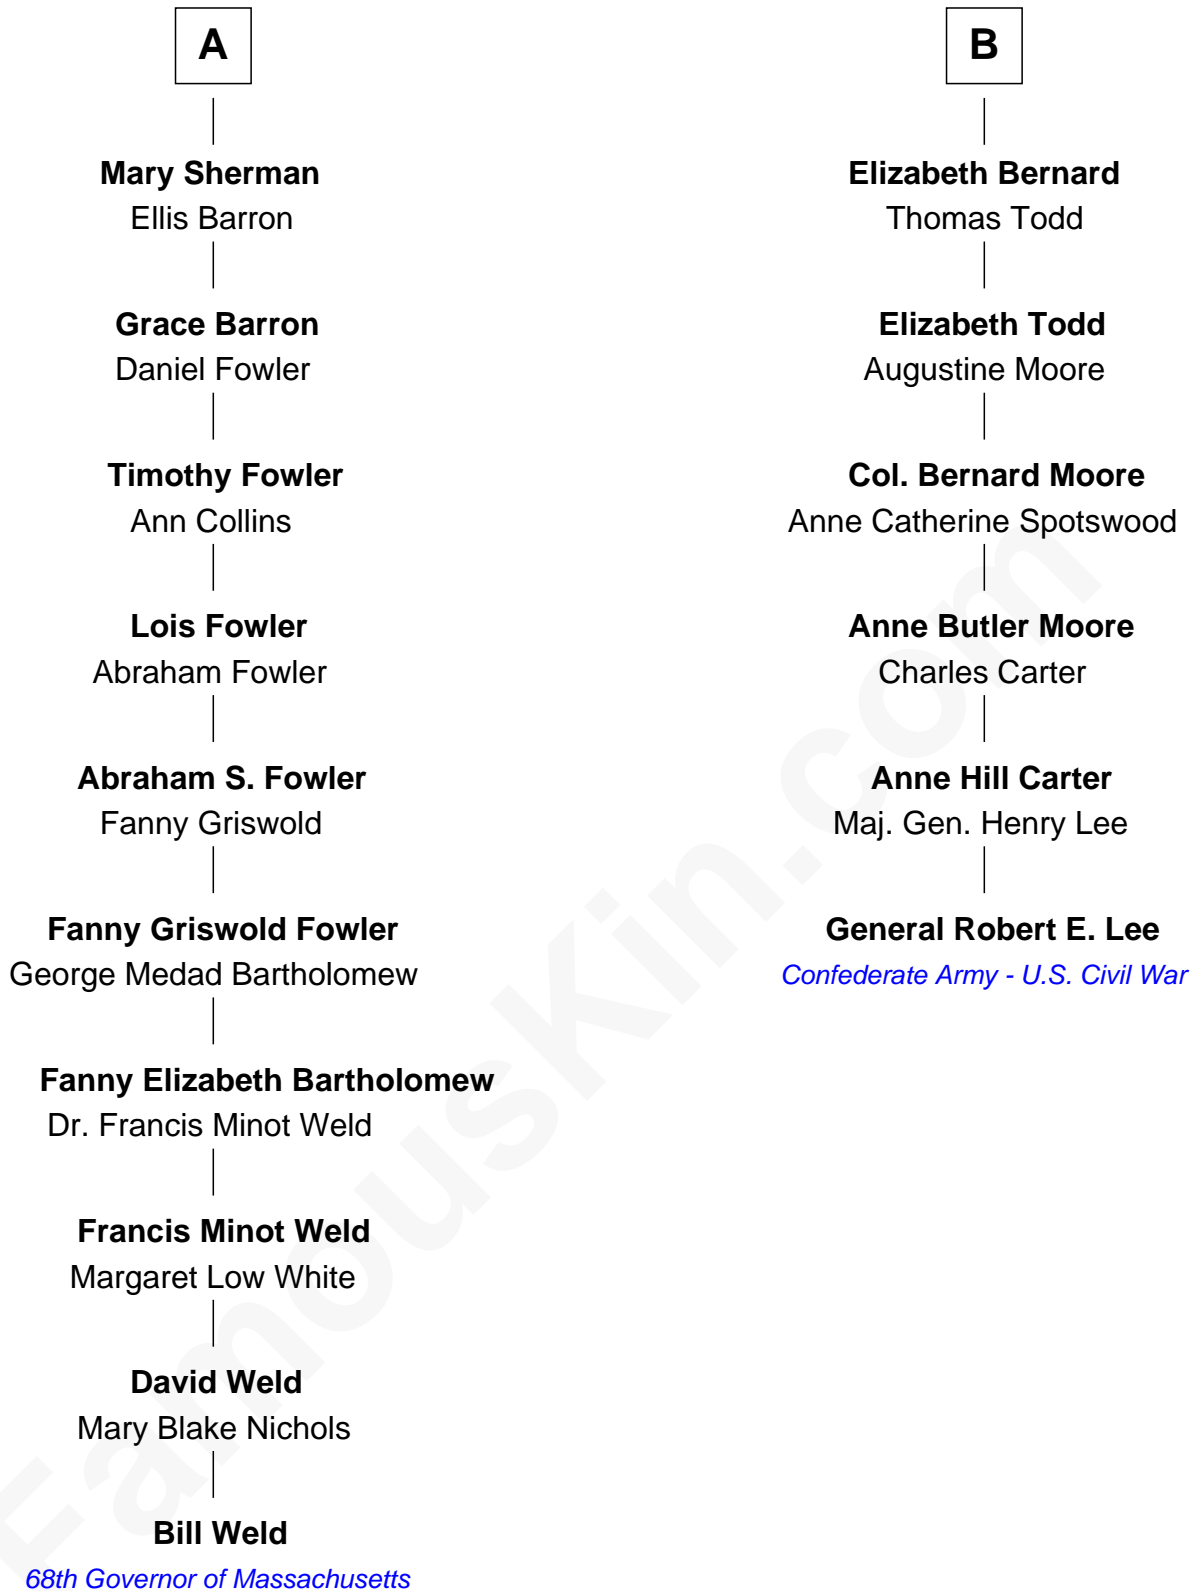 A
Mary Sherman
Ellis Barron
Grace Barron
Daniel Fowler
Timothy Fowler
Ann Collins
Lois Fowler
Abraham Fowler
Abraham S. Fowler
Fanny Griswold
Fanny Griswold Fowler
George Medad Bartholomew
Fanny Elizabeth Bartholomew
Dr. Francis Minot Weld
Francis Minot Weld
Margaret Low White
David Weld
Mary Blake Nichols
Bill Weld
68th Governor of Massachusetts
B
Elizabeth Bernard
Thomas Todd
Elizabeth Todd
Augustine Moore
Col. Bernard Moore
Anne Catherine Spotswood
Anne Butler Moore
Charles Carter
Anne Hill Carter
Maj. Gen. Henry Lee
General Robert E. Lee
Confederate Army - U.S. Civil War
FamousKin.com